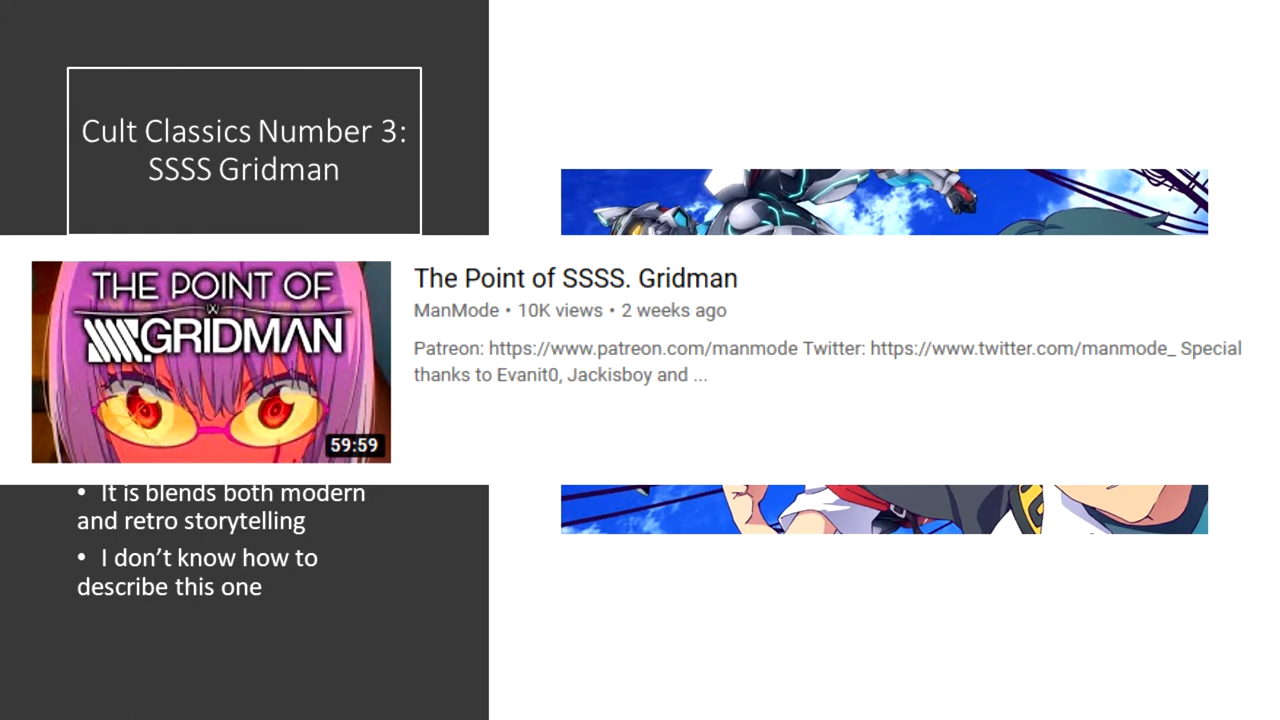 Cult Classics Number 3:
SSSS Gridman
THE POINT OF
GRIDMAN
59:59
The Point of SSSS. Gridman
ManMode • 10K views • 2 weeks ago
Patreon: https://www.patreon.com/manmode Twitter: https://www.twitter.com/manmode_ Special
thanks to Evanit0, Jackisboy and ...
• It is blends both modern
and retro storytelling
• I don't know how to
describe this one